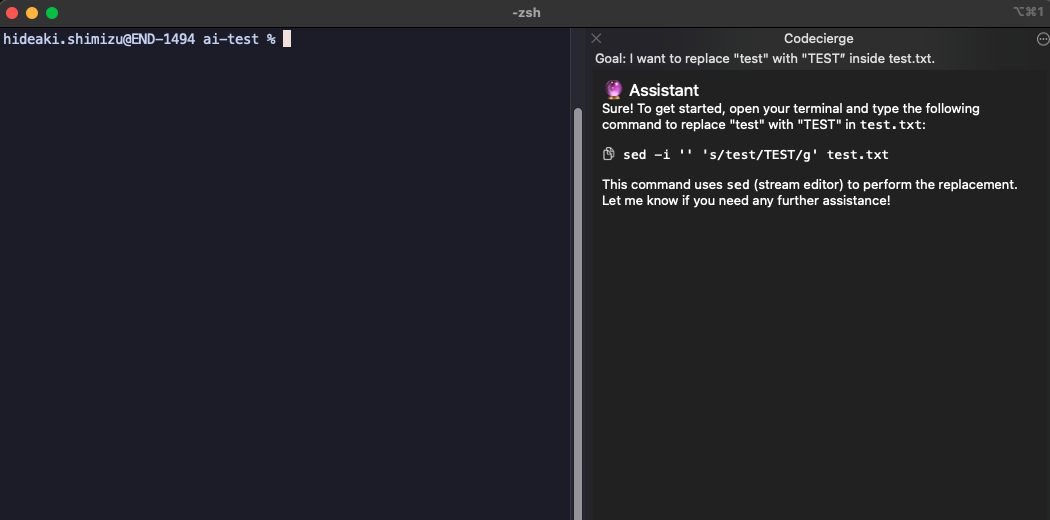 -zsh
⌥⌘1
hideaki.shimizu@END-1494 ai-test %
Codecierge
Goal: I want to replace "test" with "TEST" inside test.txt.
🔮 Assistant
Sure! To get started, open your terminal and type the following
command to replace "test" with "TEST" in test.txt:
sed -i '' 's/test/TEST/g' test.txt
This command uses sed (stream editor) to perform the replacement.
Let me know if you need any further assistance!